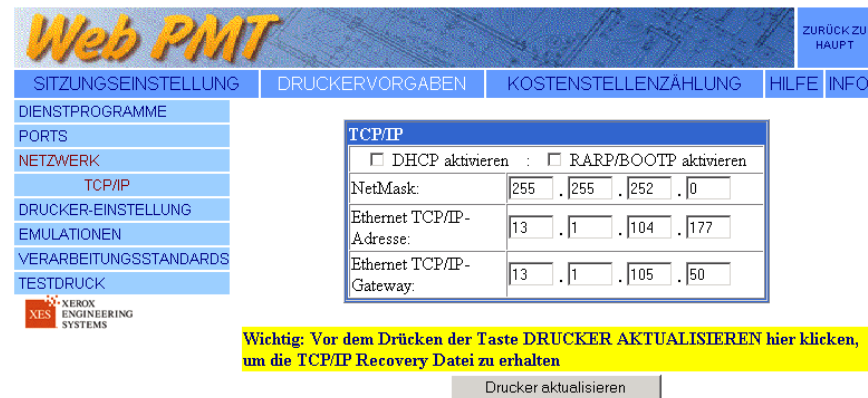 Web PMT
ZURÜCK ZU
HAUPT
SITZUNGSEINSTELLUNG DRUCKERVORGABEN KOSTENSTELLENZÄHLUNG HILFE INFO
DIENSTPROGRAMME
PORTS
NETZWERK
TCP/IP
DRUCKER-EINSTELLUNG
EMULATIONEN
VERARBEITUNGSSTANDARDS
TESTDRUCK
XES XEROX
ENGINEERING
SYSTEMS
TCP/IP
DHCP aktivieren : RARP/BOOTP aktivieren
NetMask: 255 . 255 . 252 . 0
Ethernet TCP/IP-
Adresse: 13 . 1 . 104 . 177
Ethernet TCP/IP-
Gateway: 13 . 1 . 105 . 50
Wichtig: Vor dem Drücken der Taste DRUCKER AKTUALISIEREN hier klicken,
um die TCP/IP Recovery Datei zu erhalten
Drucker aktualisieren